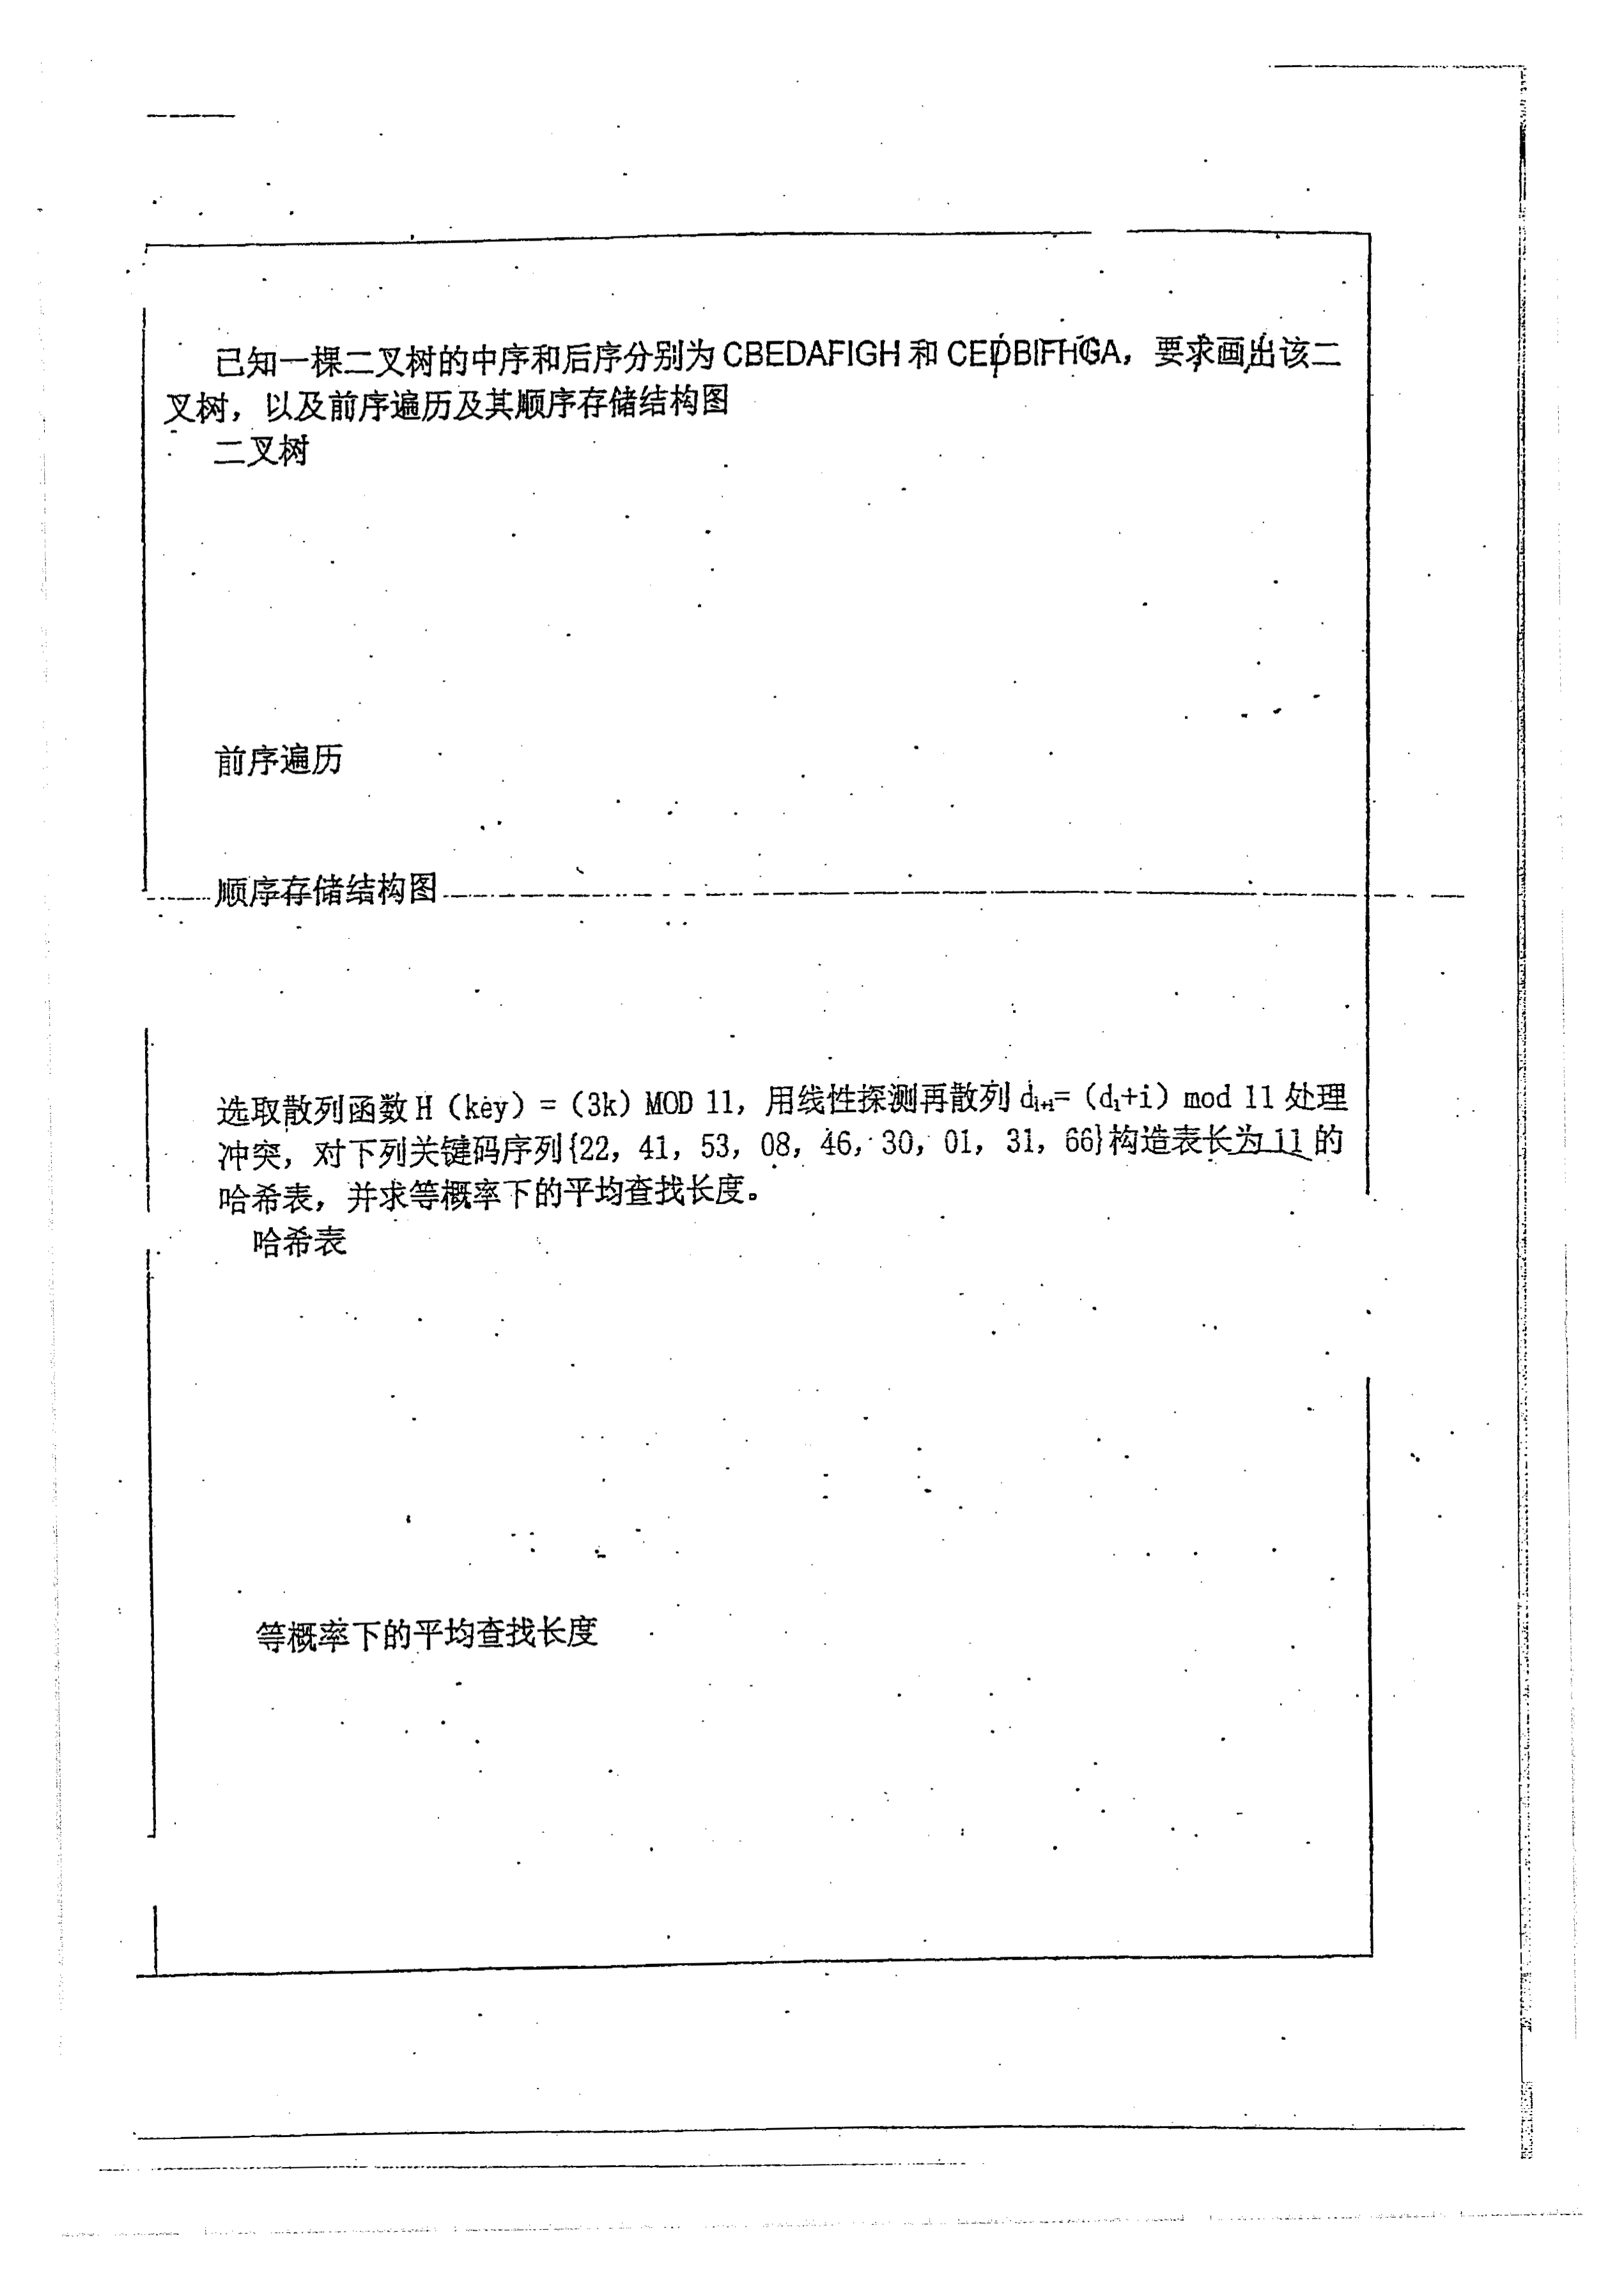 已知一棵二叉树的中序和后序分别为 CBEDAFIGH 和 CEDBIFHGA，要求画出该二
叉树，以及前序遍历及其顺序存储结构图
二叉树
前序遍历
顺序存储结构图
选取散列函数 H（key）=（3k）MOD 11，用线性探测再散列 dᵢ₊₁=（dᵢ+i）mod 11 处理
冲突，对下列关键码序列{22，41，53，08，46，30，01，31，66}构造表长为 11 的
哈希表，并求等概率下的平均查找长度。
哈希表
等概率下的平均查找长度